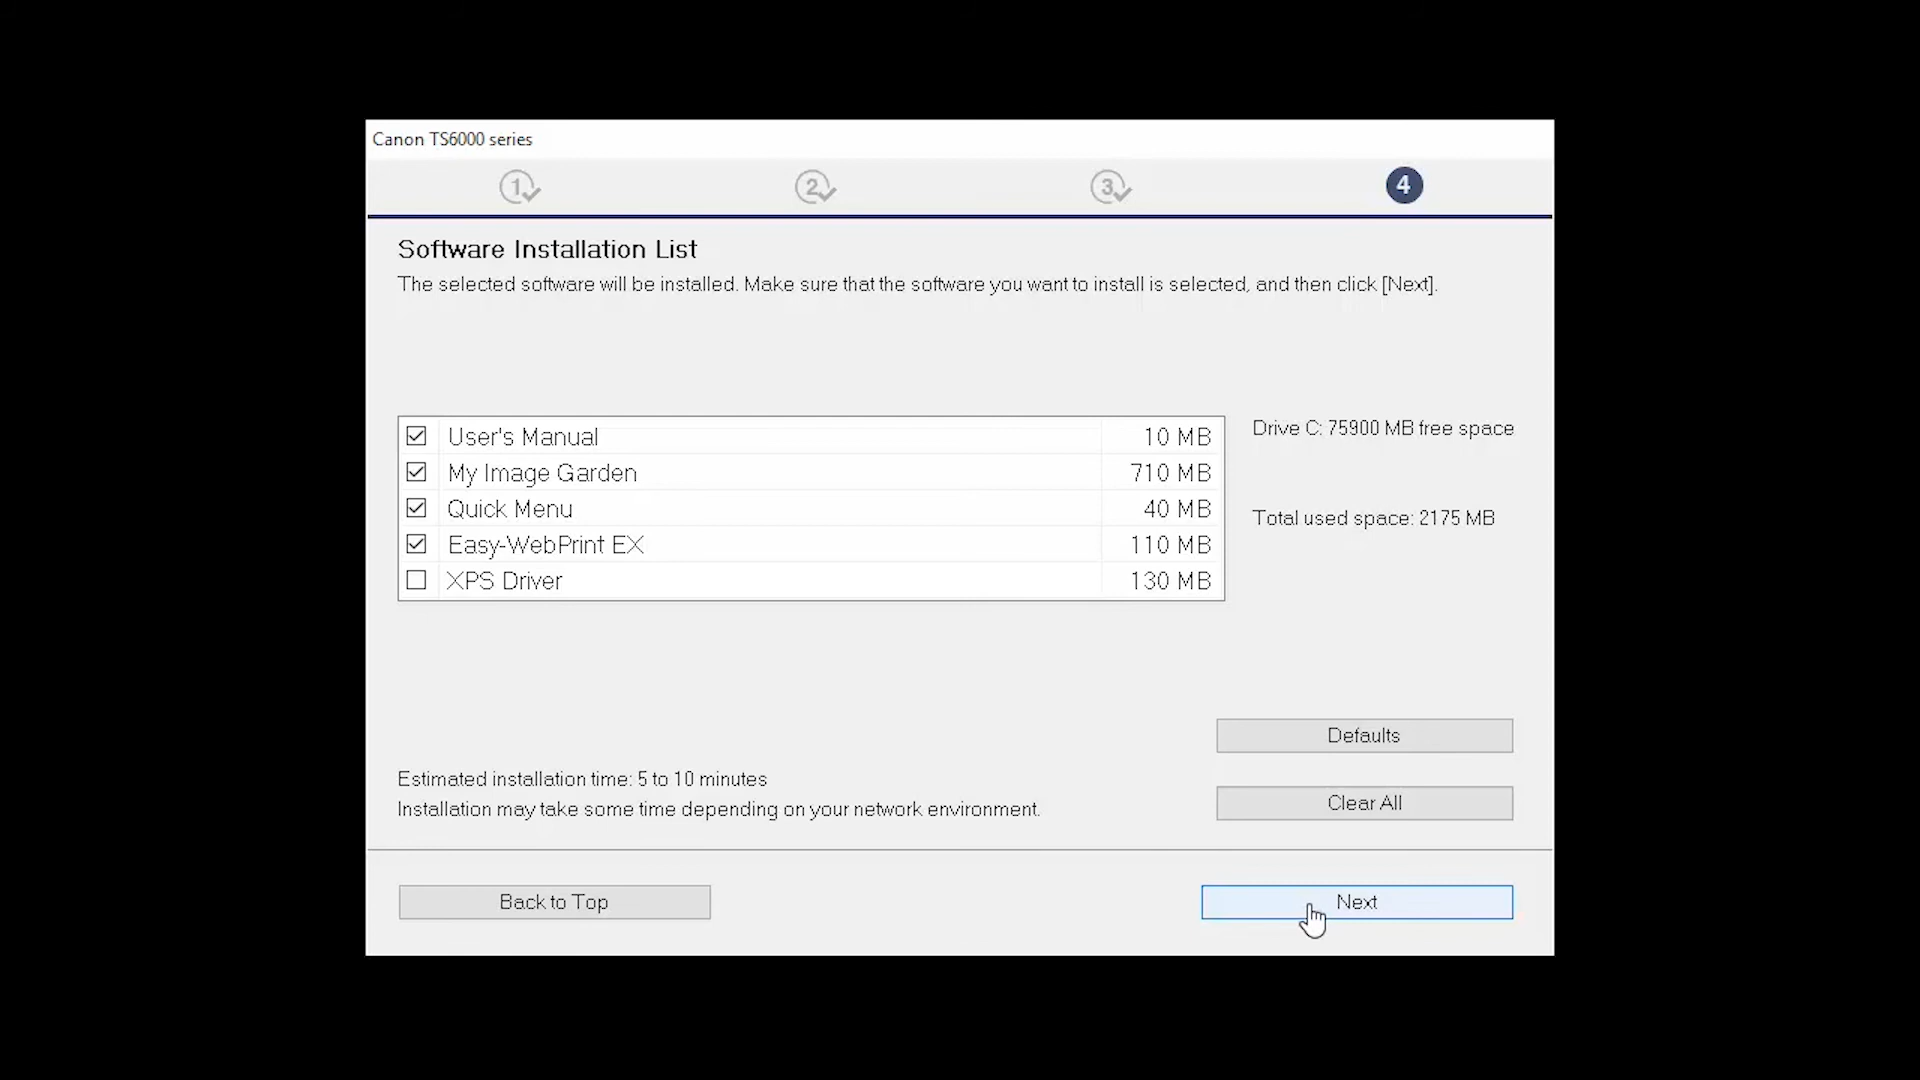 Canon TS6000 series
1
2
3
4
Software Installation List
The selected software will be installed. Make sure that the software you want to install is selected, and then click [Next].
User's Manual 10 MB
My Image Garden 710 MB
Quick Menu 40 MB
Easy-WebPrint EX 110 MB
XPS Driver 130 MB
Drive C: 75900 MB free space
Total used space: 2175 MB
Defaults
Estimated installation time: 5 to 10 minutes
Clear All
Installation may take some time depending on your network environment.
Back to Top
Next